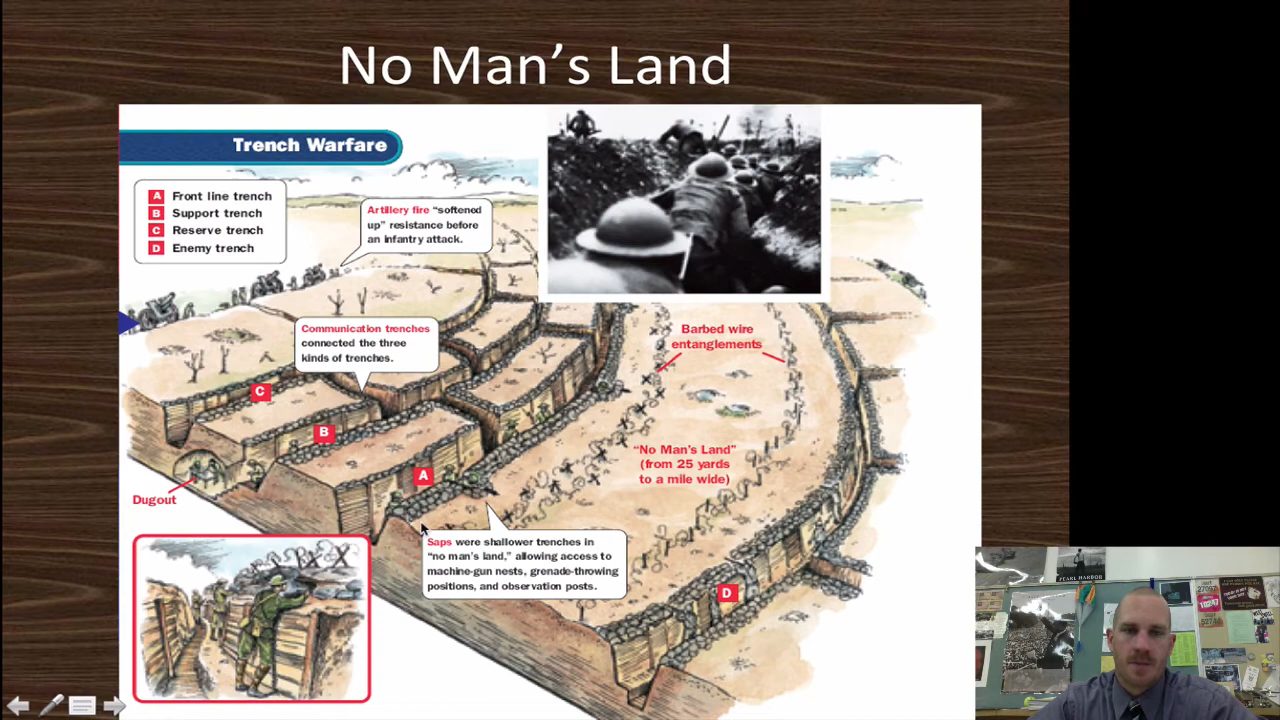 No Man's Land
Trench Warfare
A Front line trench
B Support trench
C Reserve trench
D Enemy trench
Artillery fire “softened
up” resistance before
an infantry attack.
Communication trenches
connected the three
kinds of trenches.
Barbed wire
entanglements
C
B
A
“No Man’s Land”
(from 25 yards
to a mile wide)
Dugout
Saps were shallower trenches in
“no man’s land,” allowing access to
machine-gun nests, grenade-throwing
positions, and observation posts.
D
PEARL HARBOR